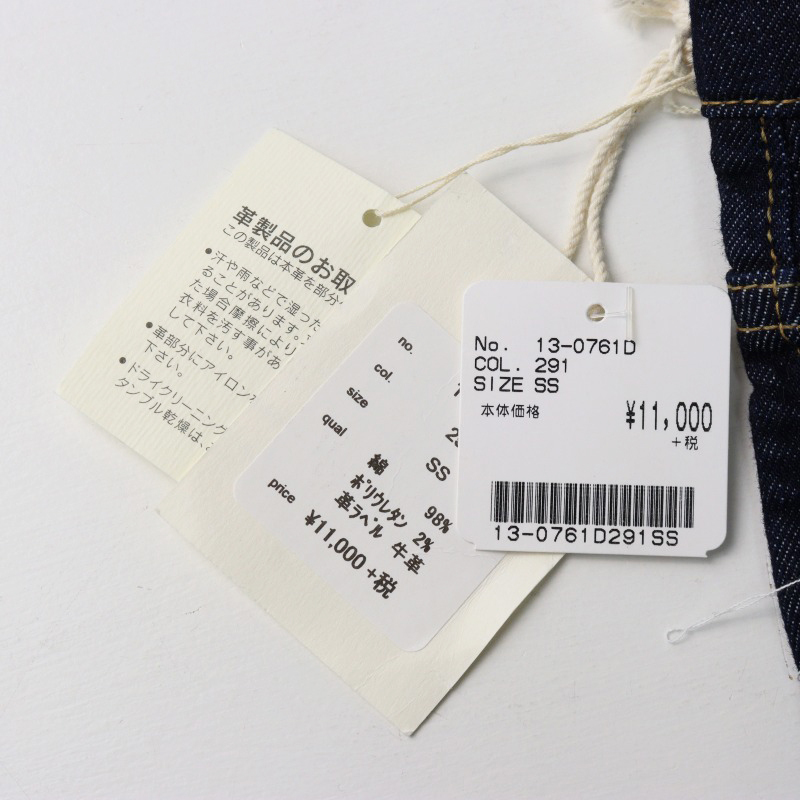 革製品のお取
この製品は本革を部分
●汗や雨などで湿った
ることがあります。
た場合摩擦により
衣料を汚す事があ
して下さい。
●革部分にアイロン
下さい。
●ドライクリーニング
タンブル乾燥は、
no.
col.
size SS
qual
綿 98%
ポリウレタン 2%
革ラベル 牛革
price ¥11,000+税
No. 13-0761D
COL. 291
SIZE SS
本体価格 ¥11,000
+税
13-0761D291SS